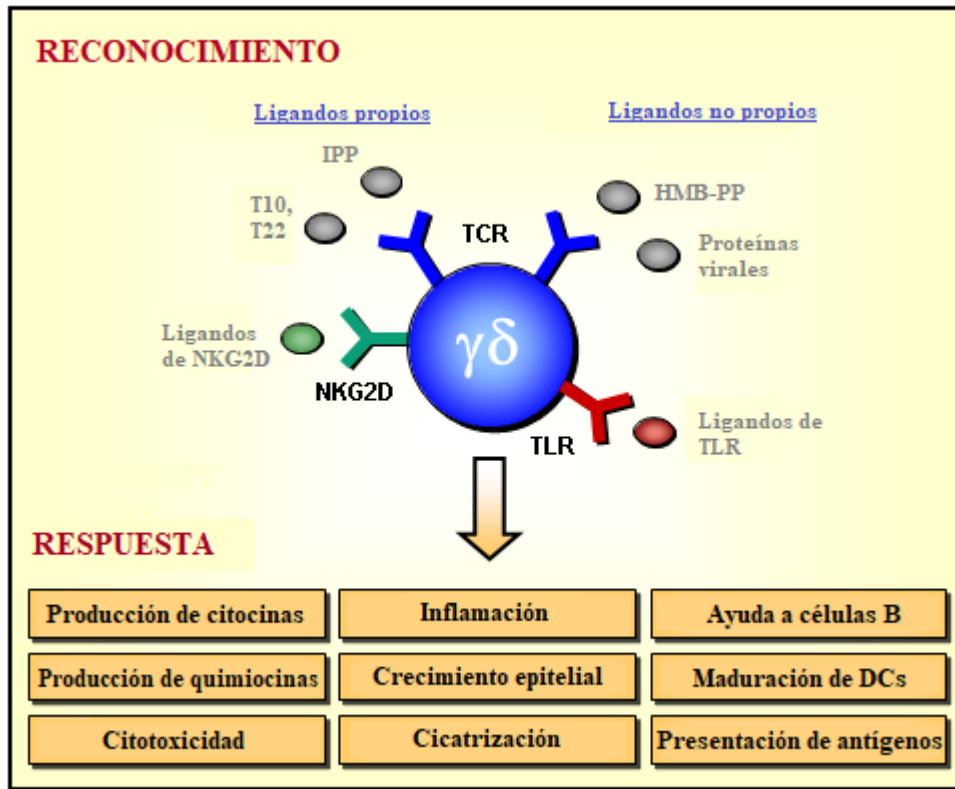 RECONOCIMIENTO
Ligandos propios
Ligandos no propios
IPP
T10,
T22
TCR
HMB-PP
Proteínas
virales
Ligandos
de NKG2D
γδ
NKG2D
TLR
Ligandos de
TLR
RESPUESTA
Producción de citocinas
Inflamación
Ayuda a células B
Producción de quimiocinas
Crecimiento epitelial
Maduración de DCs
Citotoxicidad
Cicatrización
Presentación de antígenos